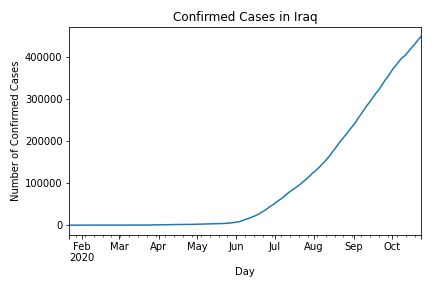 Confirmed Cases in Iraq
Number of Confirmed Cases
400000
300000
200000
100000
0
Feb Mar Apr May Jun Jul Aug Sep Oct
2020
Day